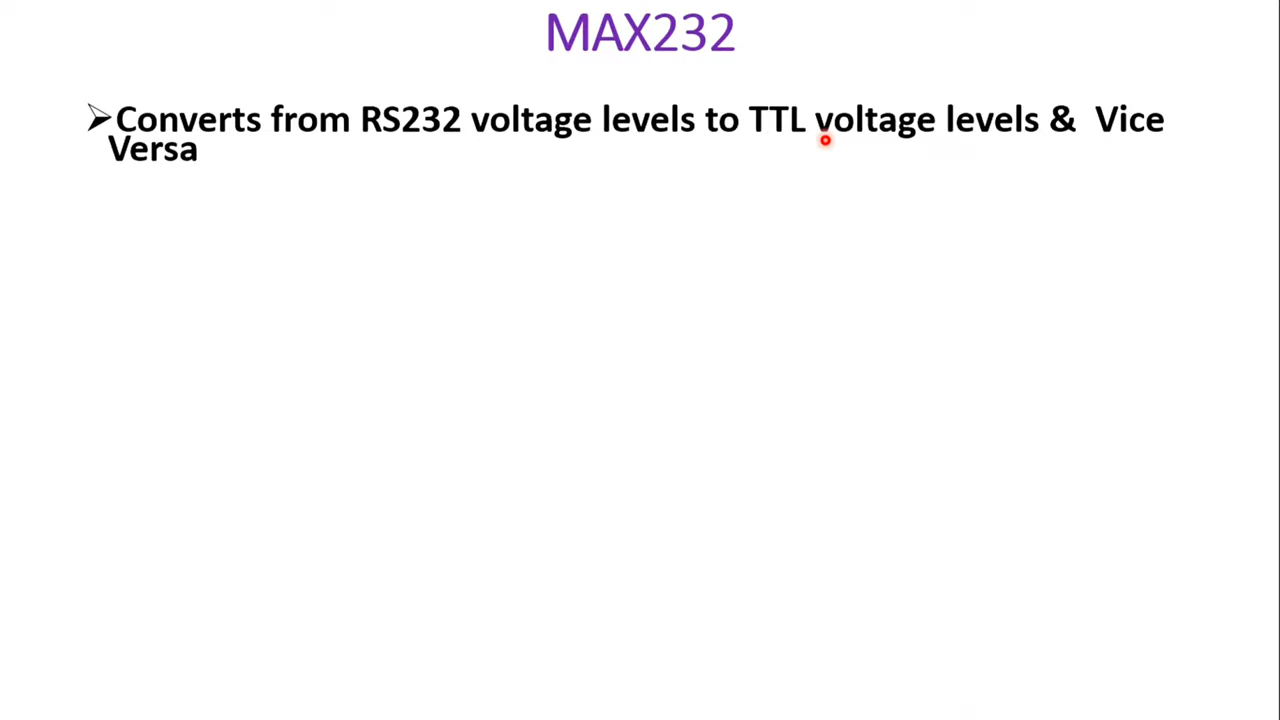 MAX232
➢Converts from RS232 voltage levels to TTL voltage levels & Vice
Versa